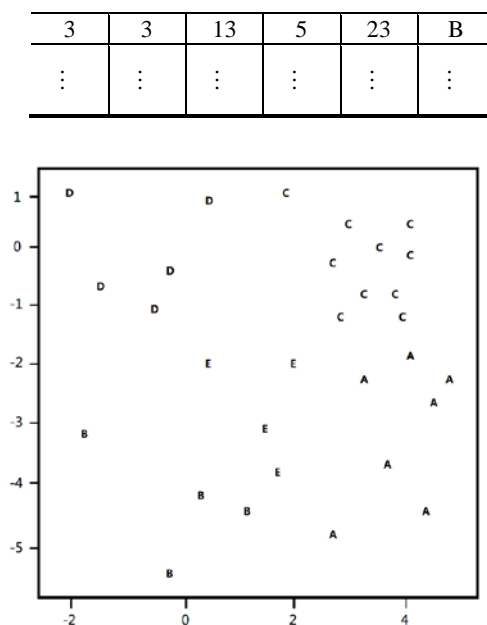 3 3 13 5 23 B
⋮ ⋮ ⋮ ⋮ ⋮ ⋮
1 D D C
C C
0 C C
C
D
D C C
-1 D C C
A
-2 E E A A
A
-3 E
B
A
E
-4 B
B A
A
-5
B
-2 0 2 4